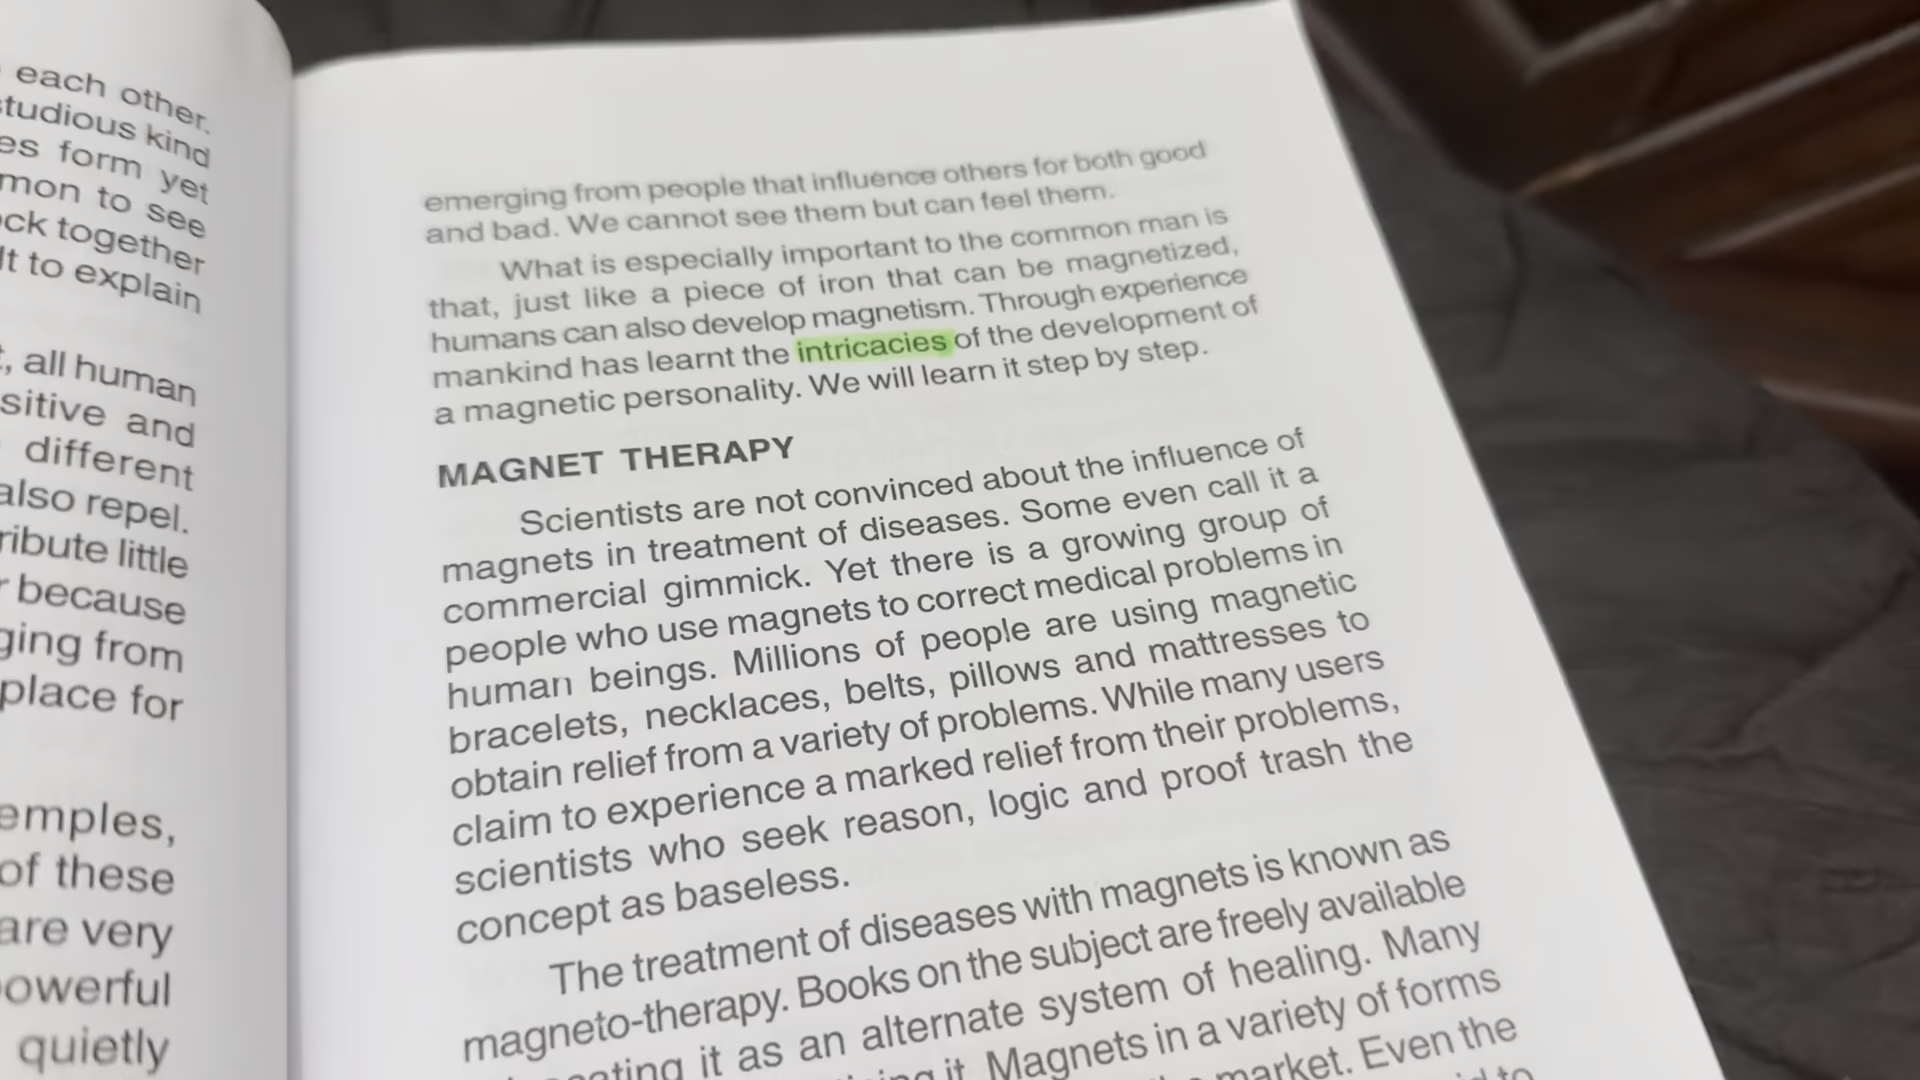 each other.
studious kind
es form yet
mon to see
ck together
lt to explain
, all human
sitive and
different
also repel.
ribute little
r because
ging from
place for
emples,
of these
are very
powerful
quietly
emerging from people that influence others for both good
and bad. We cannot see them but can feel them.
What is especially important to the common man is
that, just like a piece of iron that can be magnetized,
humans can also develop magnetism. Through experience
mankind has learnt the intricacies of the development of
a magnetic personality. We will learn it step by step.
MAGNET THERAPY
Scientists are not convinced about the influence of
magnets in treatment of diseases. Some even call it a
commercial gimmick. Yet there is a growing group of
people who use magnets to correct medical problems in
human beings. Millions of people are using magnetic
bracelets, necklaces, belts, pillows and mattresses to
obtain relief from a variety of problems. While many users
claim to experience a marked relief from their problems,
scientists who seek reason, logic and proof trash the
concept as baseless.
The treatment of diseases with magnets is known as
magneto-therapy. Books on the subject are freely available
it as an alternate system of healing. Many
it. Magnets in a variety of forms
market. Even the
to